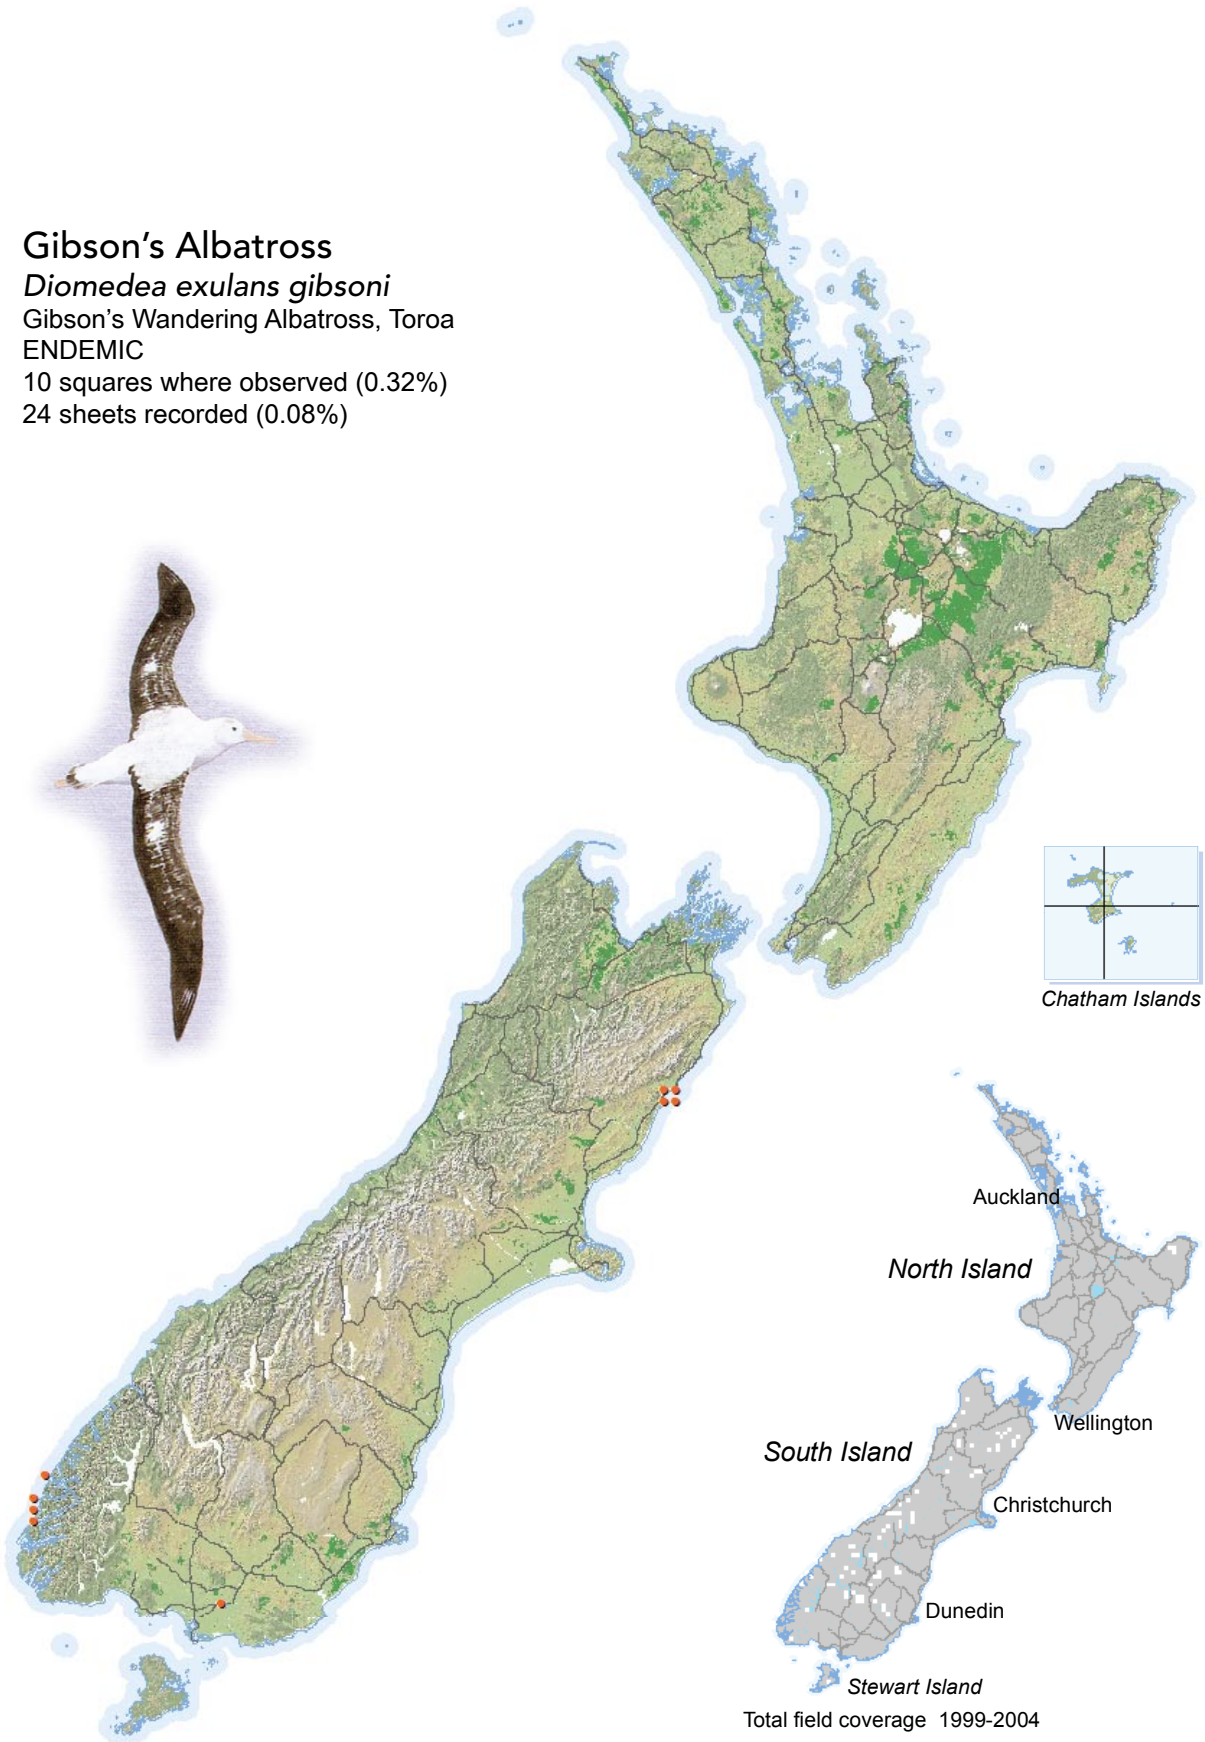 Gibson’s Albatross
Diomedea exulans gibsoni
Gibson’s Wandering Albatross, Toroa
ENDEMIC
10 squares where observed (0.32%)
24 sheets recorded (0.08%)
Chatham Islands
Auckland
North Island
Wellington
South Island
Christchurch
Dunedin
Stewart Island
Total field coverage 1999-2004